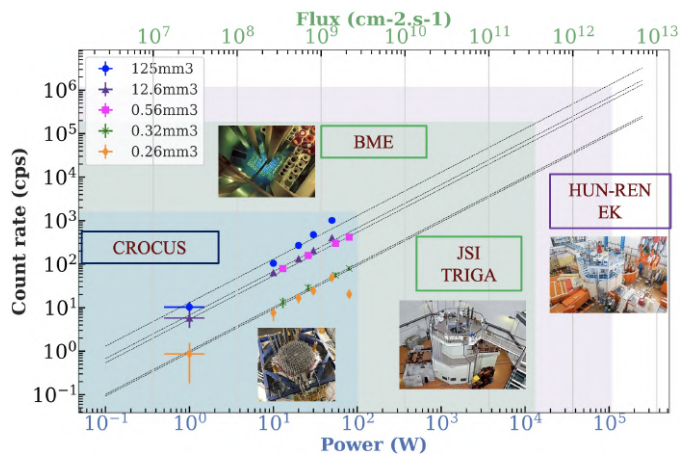 Flux (cm-2.s-1)
10^7 10^8 10^9 10^10 10^11 10^12 10^13
125mm3
12.6mm3
0.56mm3
0.32mm3
0.26mm3
10^6
10^5
10^4
10^3
10^2
10^1
10^0
10^-1
Count rate (cps)
BME
HUN-REN
EK
CROCUS
JSI
TRIGA
10^-1 10^0 10^1 10^2 10^3 10^4 10^5
Power (W)